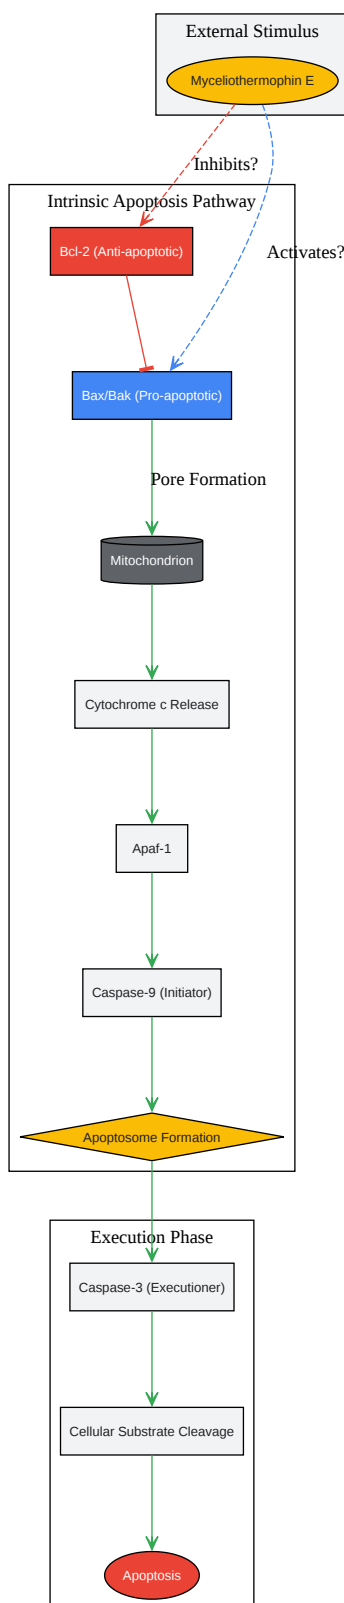 External Stimulus
Myceliothermophin E
Inhibits?
Intrinsic Apoptosis Pathway
Bcl-2 (Anti-apoptotic)
Activates?
Bax/Bak (Pro-apoptotic)
Pore Formation
Mitochondrion
Cytochrome c Release
Apaf-1
Caspase-9 (Initiator)
Apoptosome Formation
Execution Phase
Caspase-3 (Executioner)
Cellular Substrate Cleavage
Apoptosis